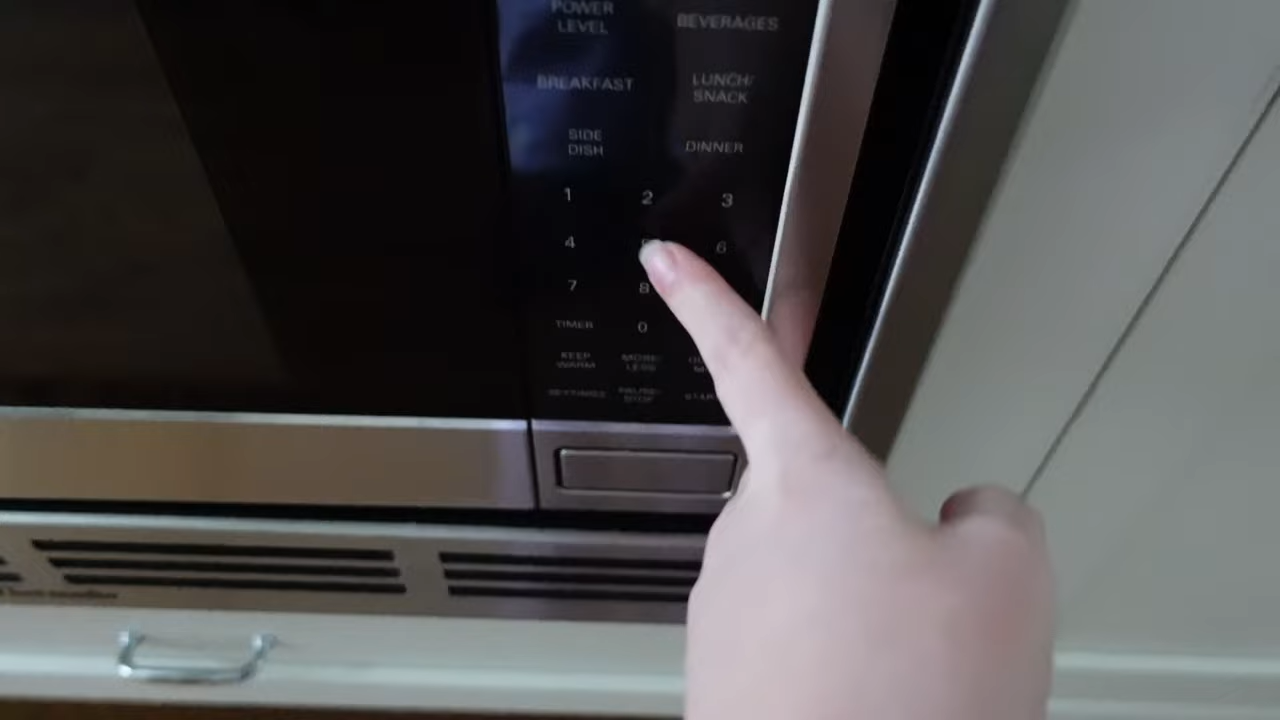 POWER
LEVEL
BEVERAGES
BREAKFAST
LUNCH/
SNACK
SIDE
DISH
DINNER
1 2 3
4 6
7 8
TIMER 0
KEEP
WARM
MORE/
LESS
SETTINGS